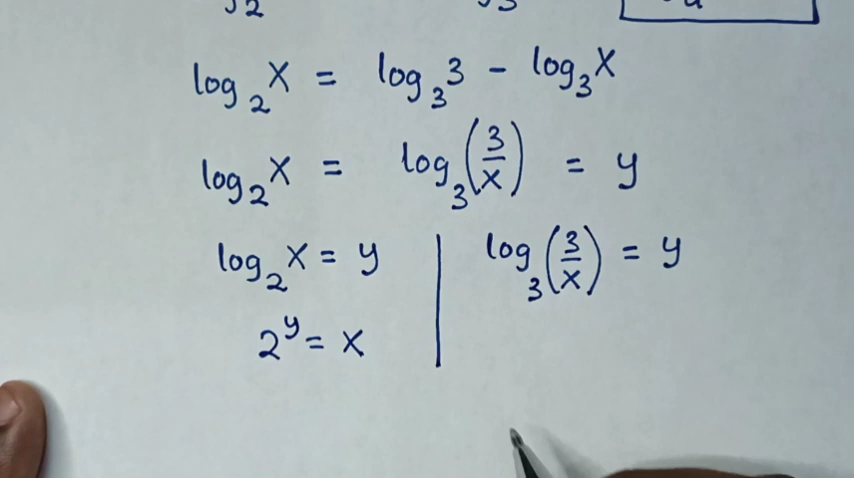 log₂x = log₃3 - log₃x
log₂x = log₃(3/x) = y
log₂x = y | log₃(3/x) = y
2ʸ = x